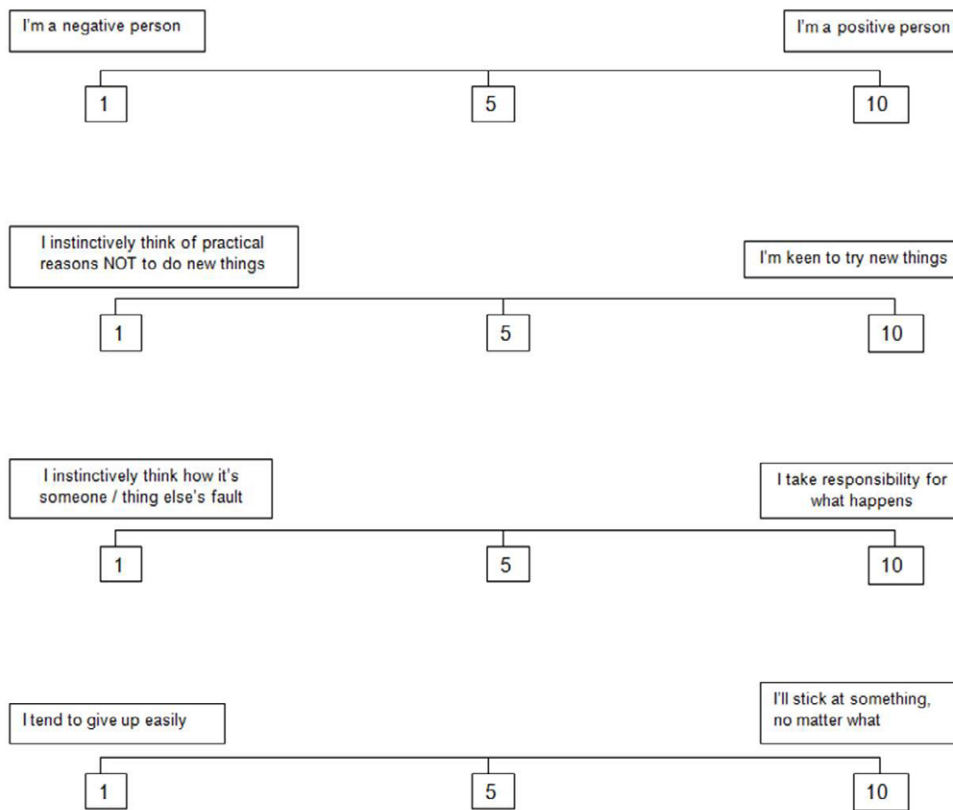 I'm a negative person
I'm a positive person
1
5
10
I instinctively think of practical
reasons NOT to do new things
I'm keen to try new things
1
5
10
I instinctively think how it's
someone / thing else's fault
I take responsibility for
what happens
1
5
10
I tend to give up easily
I'll stick at something,
no matter what
1
5
10